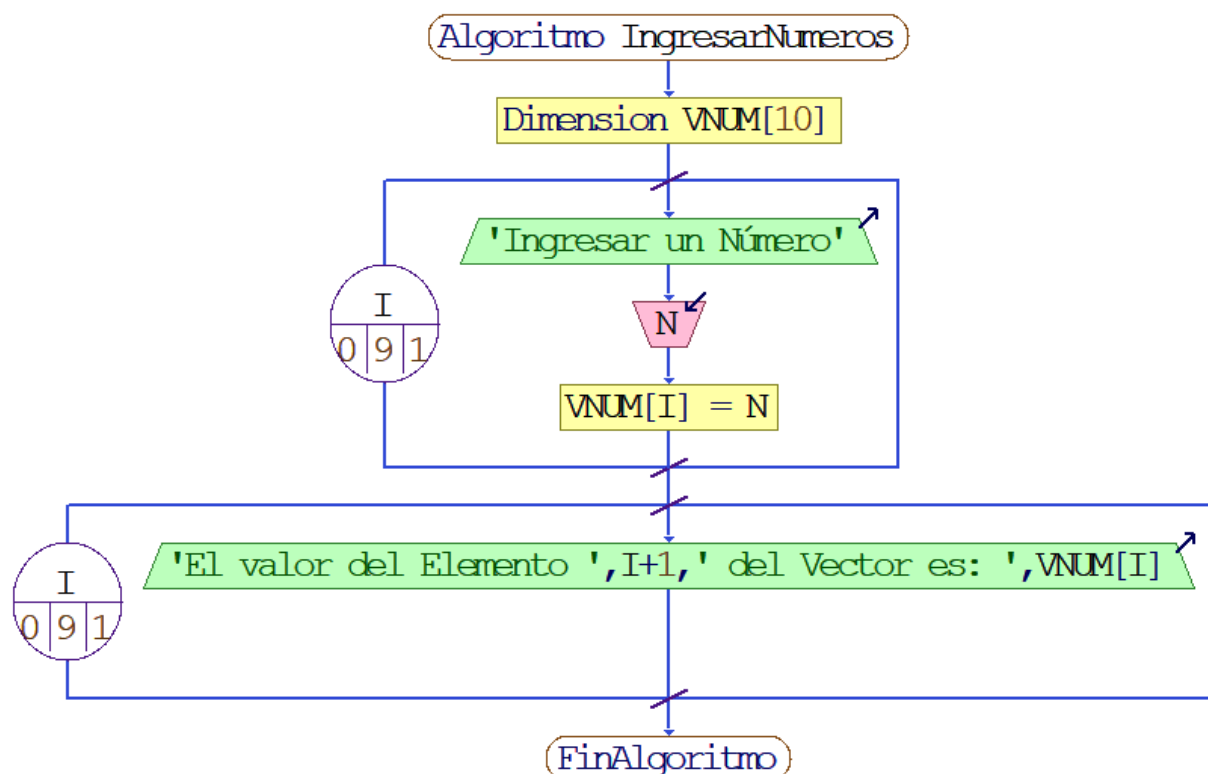 Algoritmo IngresarNumeros
Dimension VNUM[10]
'Ingresar un Número'
I
0 9 1
N
VNUM[I] = N
'El valor del Elemento ',I+1,' del Vector es: ',VNUM[I]
I
0 9 1
FinAlgoritmo